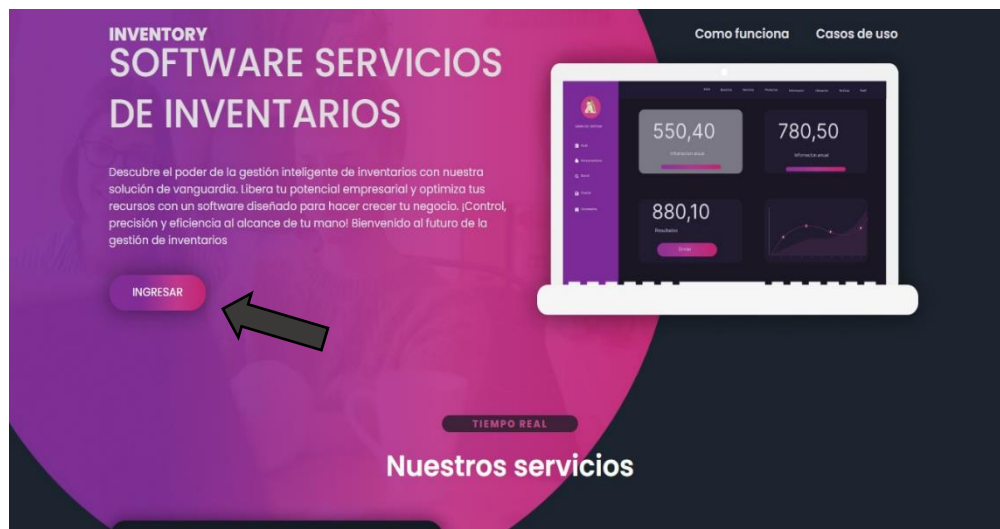 INVENTORY
Como funciona Casos de uso
SOFTWARE SERVICIOS
DE INVENTARIOS
Descubre el poder de la gestión inteligente de inventarios con nuestra
solución de vanguardia. Libera tu potencial empresarial y optimiza tus
recursos con un software diseñado para hacer crecer tu negocio. ¡Control,
precisión y eficiencia al alcance de tu mano! Bienvenido al futuro de la
gestión de inventarios
INGRESAR
550,40
780,50
880,10
Resultados
TIEMPO REAL
Nuestros servicios